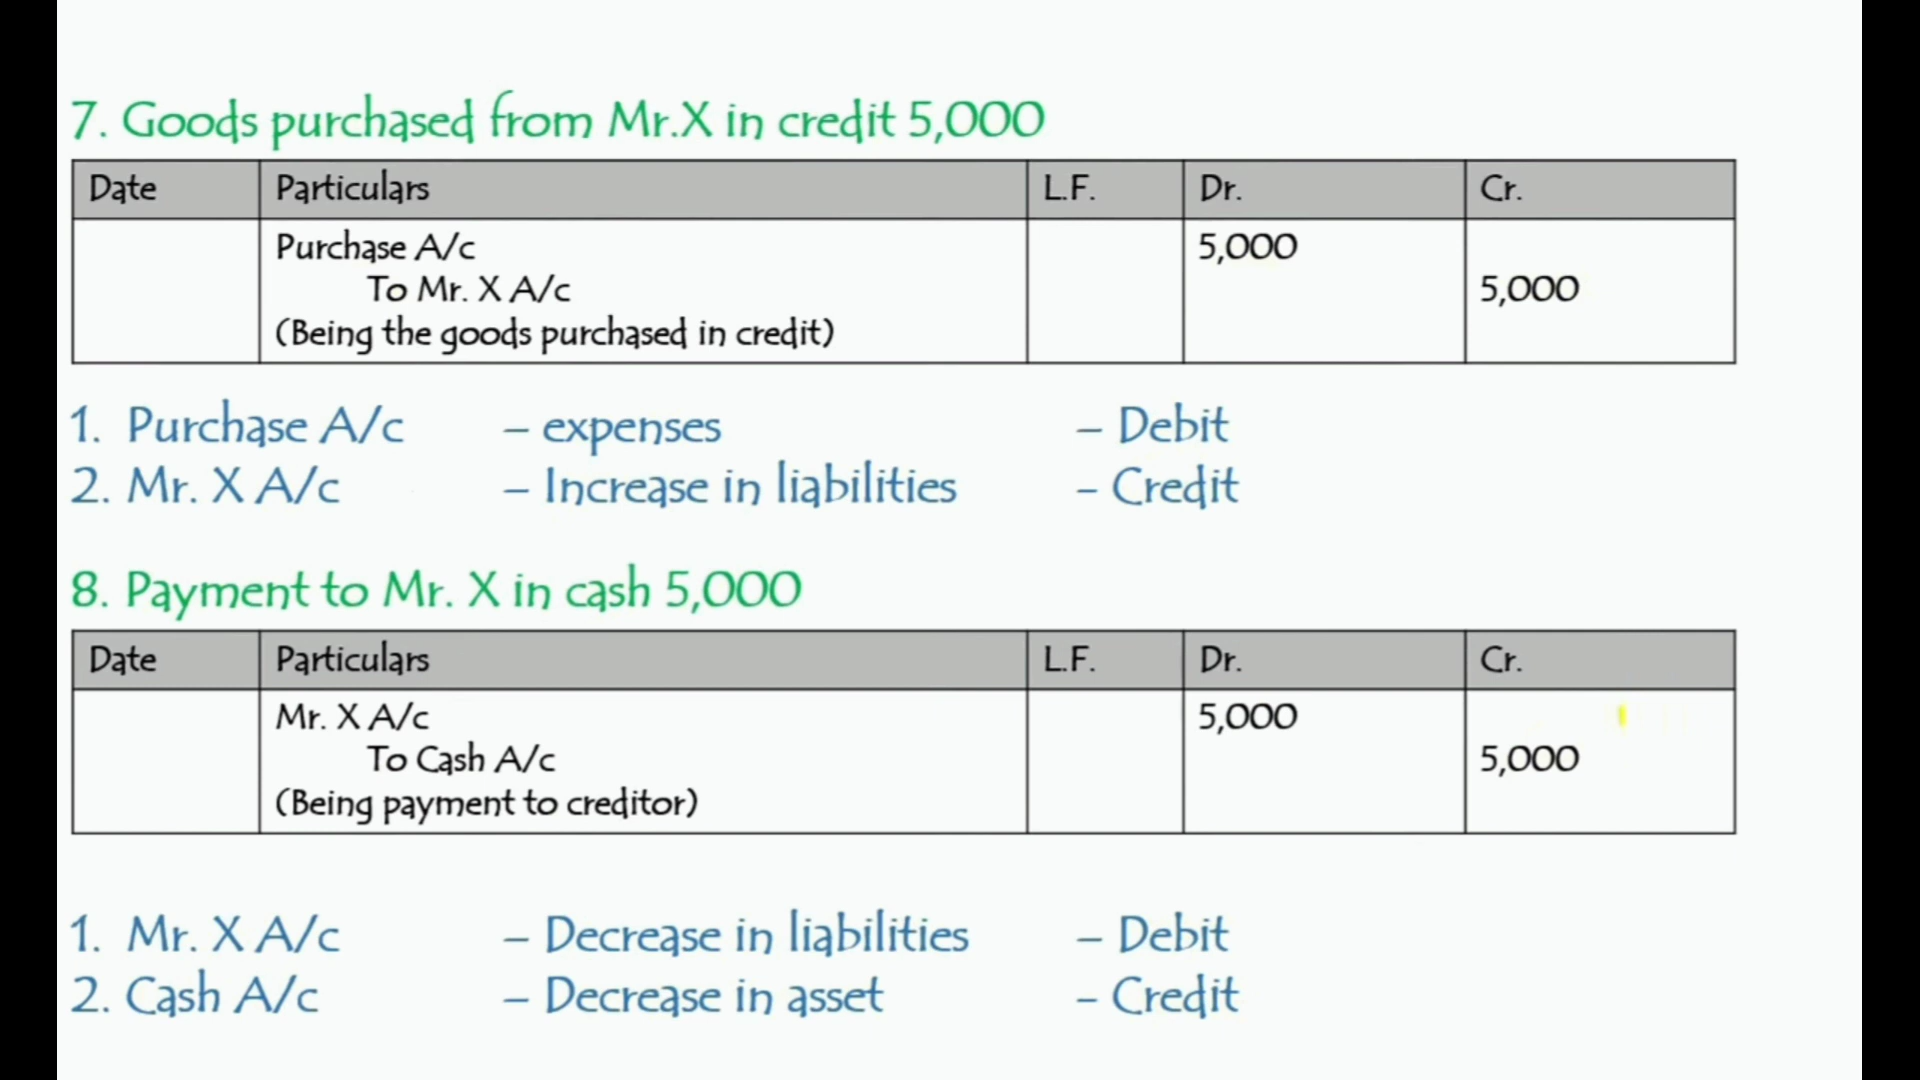 7. Goods purchased from Mr.X in credit 5,000
Date Particulars L.F. Dr. Cr.
Purchase A/c 5,000
To Mr. X A/c 5,000
(Being the goods purchased in credit)
1. Purchase A/c – expenses – Debit
2. Mr. X A/c – Increase in liabilities – Credit
8. Payment to Mr. X in cash 5,000
Date Particulars L.F. Dr. Cr.
Mr. X A/c 5,000
To Cash A/c 5,000
(Being payment to creditor)
1. Mr. X A/c – Decrease in liabilities – Debit
2. Cash A/c – Decrease in asset – Credit